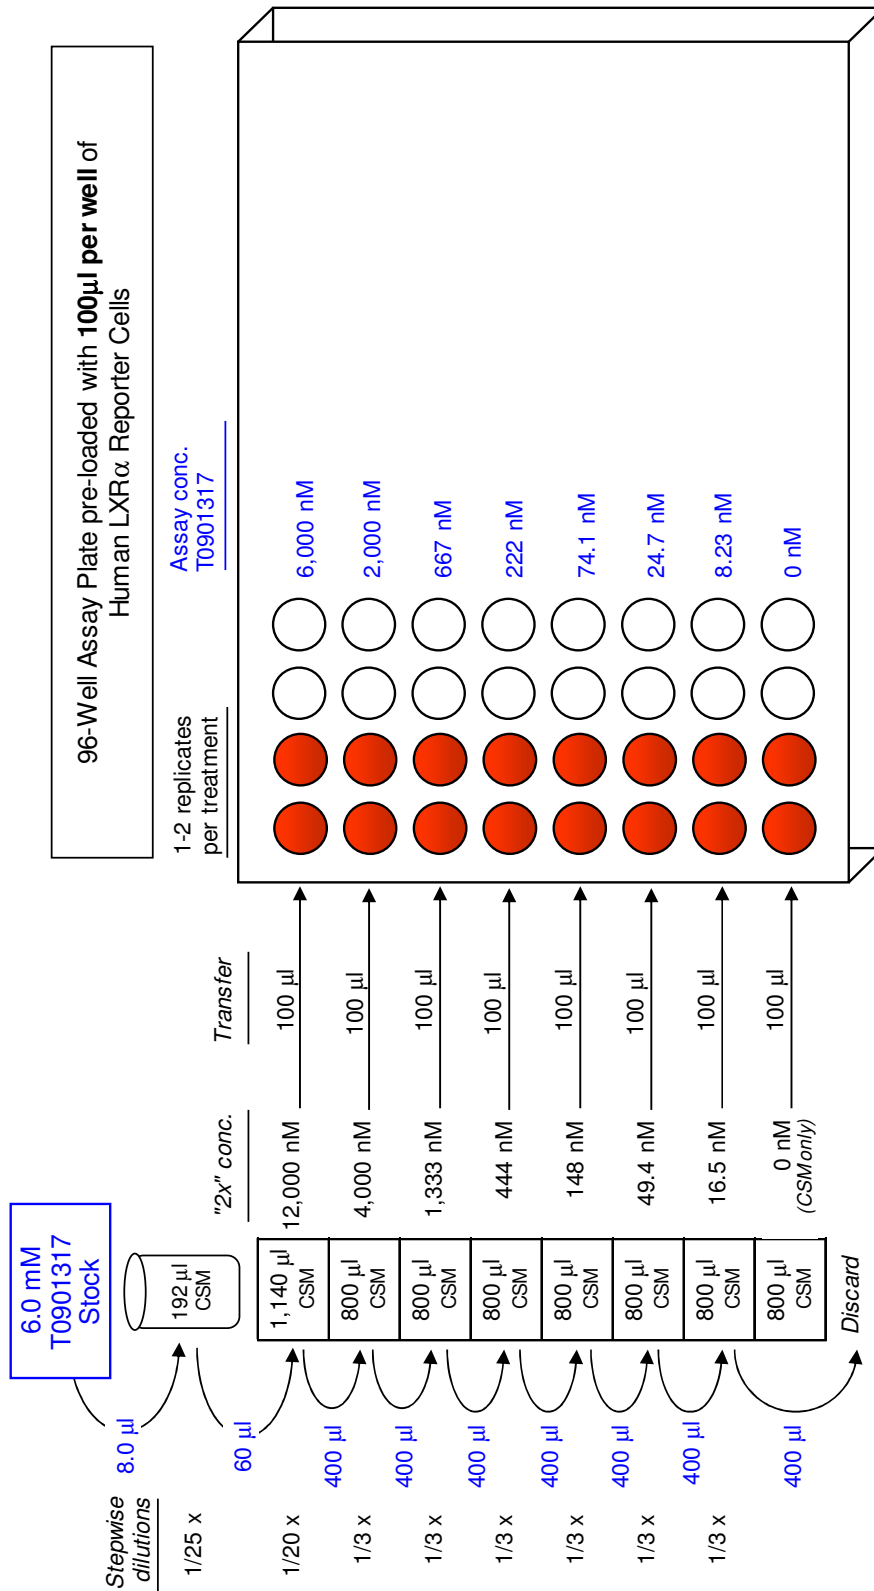 96-Well Assay Plate pre-loaded with 100µl per well of
Human LXRα Reporter Cells
6.0 mM
T0901317
Stock
Stepwise
dilutions
"2x" conc.
Transfer
1-2 replicates
per treatment
Assay conc.
T0901317
1/25 x
8.0 µl
192 µl
CSM
1/20 x
60 µl
1,140 µl
CSM
12,000 nM
100 µl
6,000 nM
1/3 x
400 µl
800 µl
CSM
4,000 nM
100 µl
2,000 nM
1/3 x
400 µl
800 µl
CSM
1,333 nM
100 µl
667 nM
1/3 x
400 µl
800 µl
CSM
444 nM
100 µl
222 nM
1/3 x
400 µl
800 µl
CSM
148 nM
100 µl
74.1 nM
1/3 x
400 µl
800 µl
CSM
49.4 nM
100 µl
24.7 nM
1/3 x
400 µl
800 µl
CSM
16.5 nM
100 µl
8.23 nM
400 µl
800 µl
CSM
0 nM
(CSM only)
100 µl
0 nM
Discard